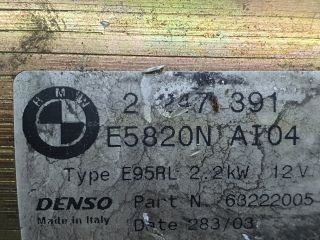 BMW
2 247 391
E5820N AI04
Type E95RL 2.2kW 12V
DENSO Part N. 63222005
Made in Italy Date 283/03